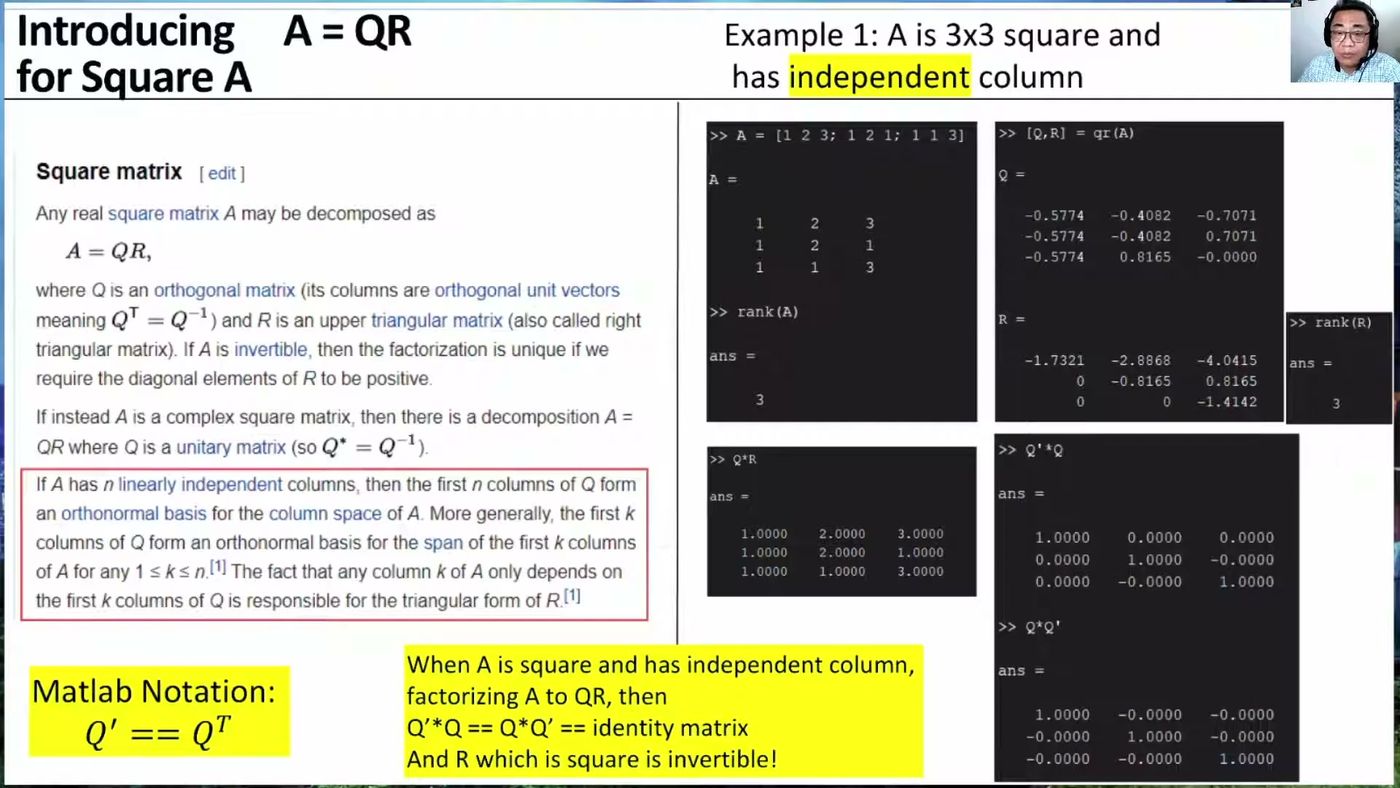 Introducing A = QR
for Square A
Example 1: A is 3x3 square and
has independent column
Square matrix [ edit ]
Any real square matrix A may be decomposed as
A = QR,
where Q is an orthogonal matrix (its columns are orthogonal unit vectors
meaning Qᵀ = Q⁻¹) and R is an upper triangular matrix (also called right
triangular matrix). If A is invertible, then the factorization is unique if we
require the diagonal elements of R to be positive.
If instead A is a complex square matrix, then there is a decomposition A =
QR where Q is a unitary matrix (so Q* = Q⁻¹).
If A has n linearly independent columns, then the first n columns of Q form
an orthonormal basis for the column space of A. More generally, the first k
columns of Q form an orthonormal basis for the span of the first k columns
of A for any 1 ≤ k ≤ n.[1] The fact that any column k of A only depends on
the first k columns of Q is responsible for the triangular form of R.[1]
Matlab Notation:
Q′ == Qᵀ
When A is square and has independent column,
factorizing A to QR, then
Q’*Q == Q*Q’ == identity matrix
And R which is square is invertible!
>> A = [1 2 3; 1 2 1; 1 1 3]
A =
1 2 3
1 2 1
1 1 3
>> rank(A)
ans =
3
>> [Q,R] = qr(A)
Q =
-0.5774 -0.4082 -0.7071
-0.5774 -0.4082 0.7071
-0.5774 0.8165 -0.0000
R =
-1.7321 -2.8868 -4.0415
0 -0.8165 0.8165
0 0 -1.4142
>> rank(R)
ans =
3
>> Q*R
ans =
1.0000 2.0000 3.0000
1.0000 2.0000 1.0000
1.0000 1.0000 3.0000
>> Q'*Q
ans =
1.0000 0.0000 0.0000
0.0000 1.0000 -0.0000
0.0000 -0.0000 1.0000
>> Q*Q'
ans =
1.0000 -0.0000 -0.0000
-0.0000 1.0000 -0.0000
-0.0000 -0.0000 1.0000